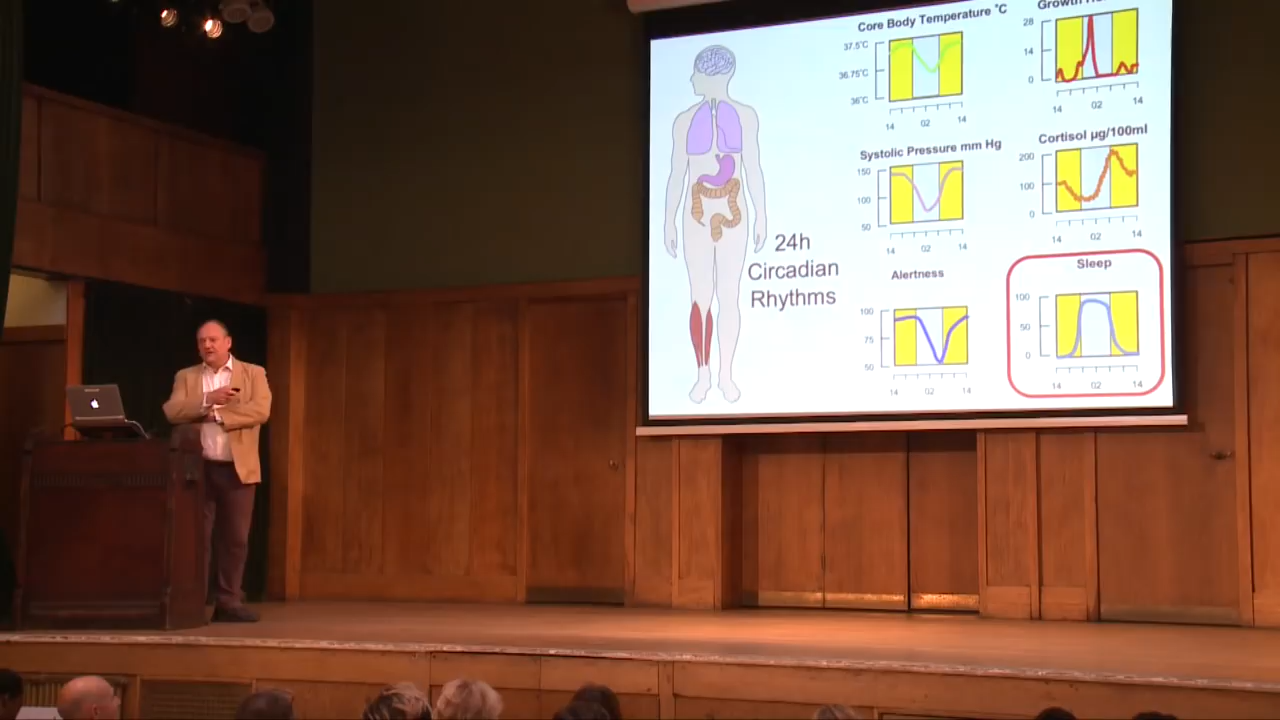 Core Body Temperature °C
37.5°C
36.75°C
36°C
14 02 14
Growth
28
14
0
14 02 14
Systolic Pressure mm Hg
150
100
50
14 02 14
Cortisol µg/100ml
200
100
0
14 02 14
24h
Circadian
Rhythms
Alertness
100
75
50
14 02 14
Sleep
100
50
0
14 02 14